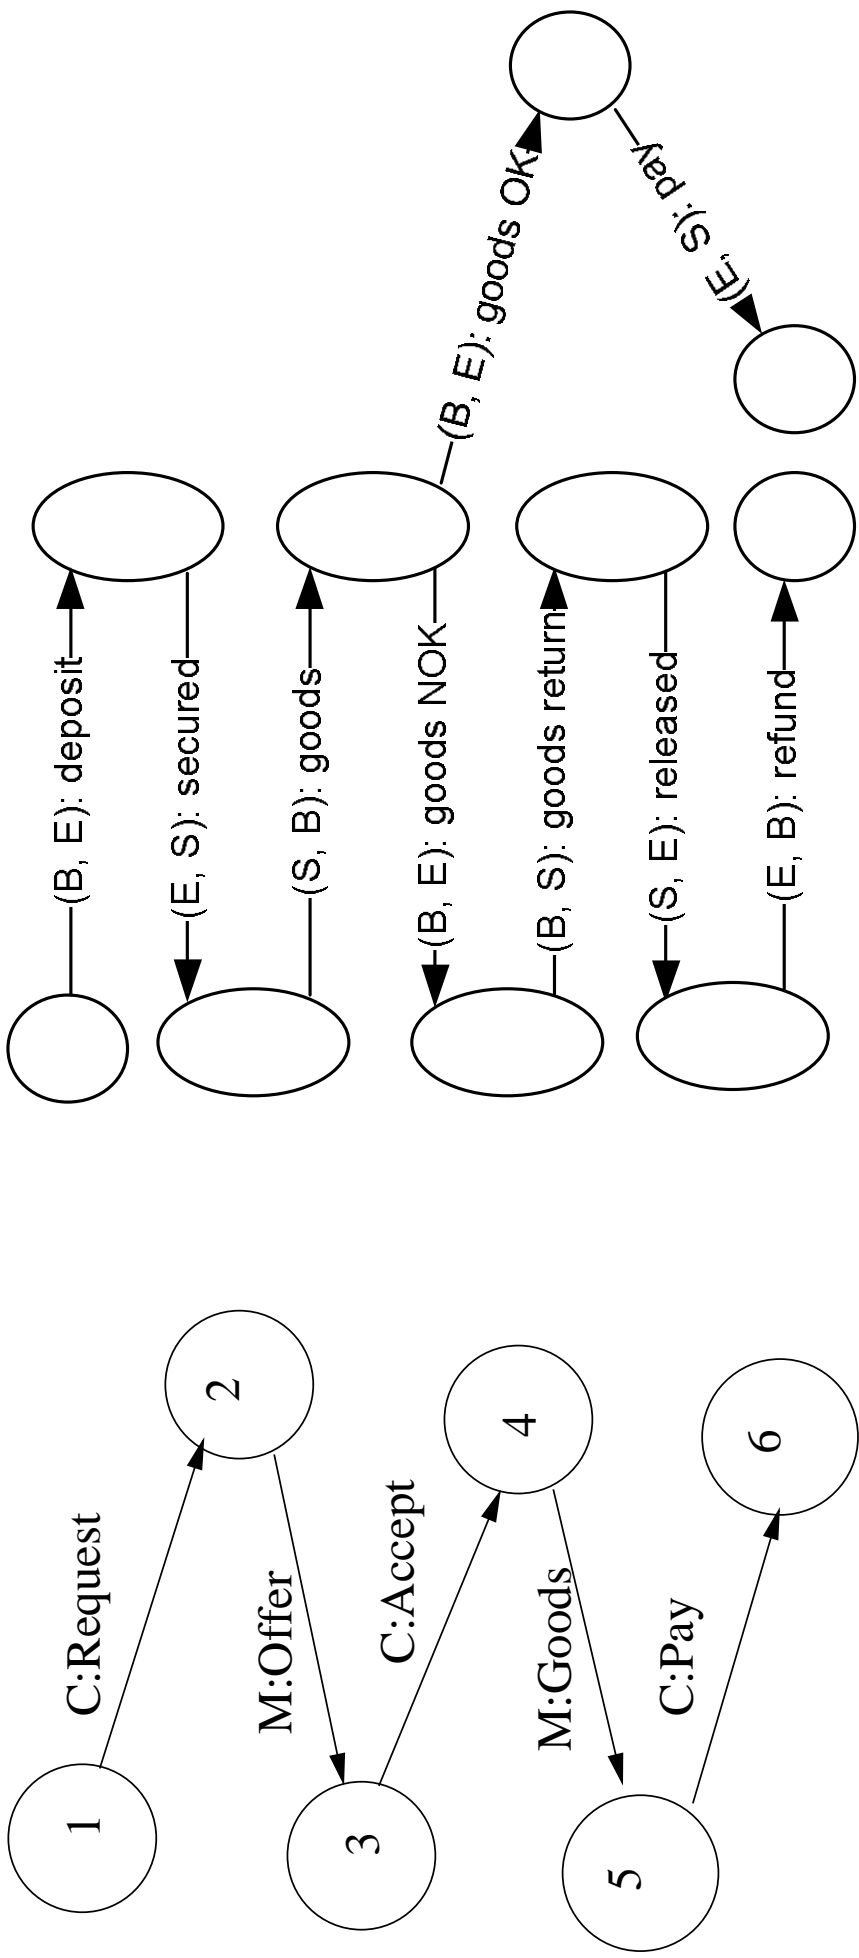 1
C:Request
2
M:Offer
3
C:Accept
4
M:Goods
5
C:Pay
6
(B, E): deposit
(E, S): secured
(S, B): goods
(B, E): goods NOK
(B, E): goods OK
(B, S): goods return
(S, E): released
(E, B): refund
(E, S): pay